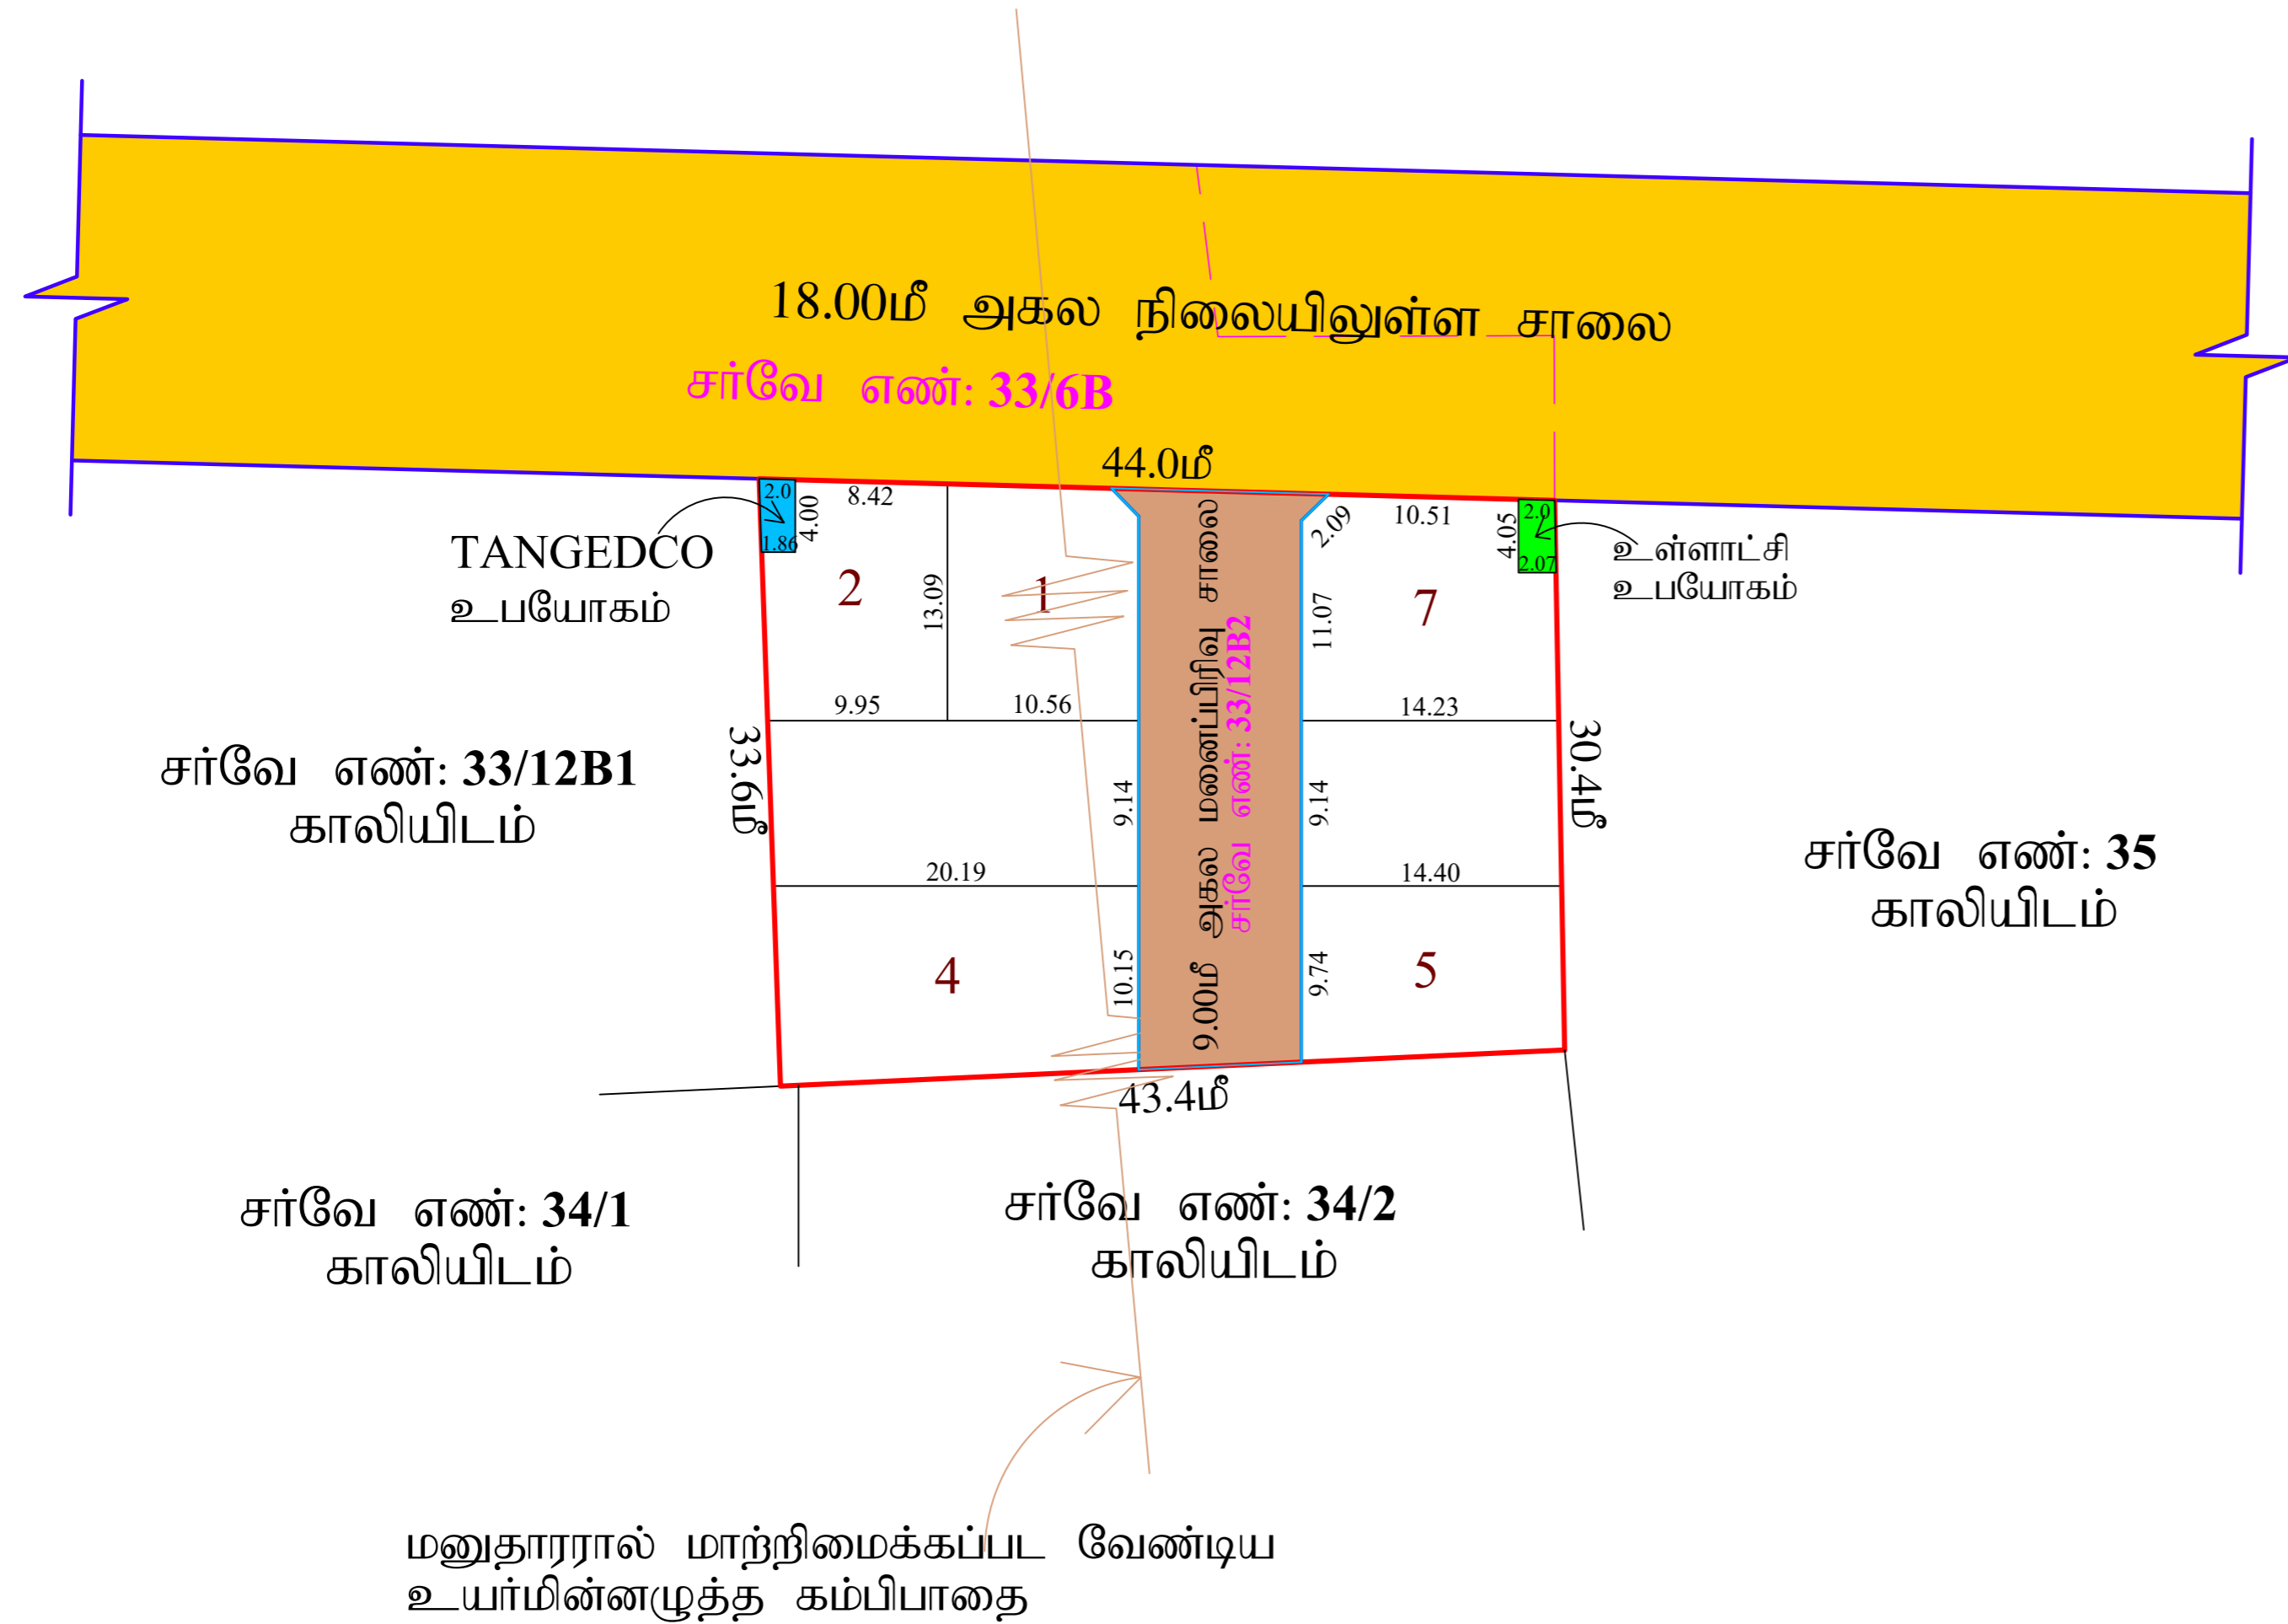 18.00மீ அகல நிலையிலுள்ள சாலை
சர்வே எண்: 33/6B
44.0மீ
2.0
4.00
8.42
1.86
TANGEDCO
உபயோகம்
2
13.09
1
2.09
10.51
4.05
2.0
2.07
உள்ளாட்சி
உபயோகம்
11.07
7
9.95
10.56
14.23
9.00மீ அகல மனைப்பிரிவு சாலை
சர்வே எண்: 33/12B2
33.6மீ
30.4மீ
சர்வே எண்: 33/12B1
காலியிடம்
9.14
9.14
20.19
14.40
சர்வே எண்: 35
காலியிடம்
4
10.15
9.74
5
43.4மீ
சர்வே எண்: 34/1
காலியிடம்
சர்வே எண்: 34/2
காலியிடம்
மனுதாரரால் மாற்றிமைக்கப்பட வேண்டிய
உயர்மின்னழுத்த கம்பிபாதை